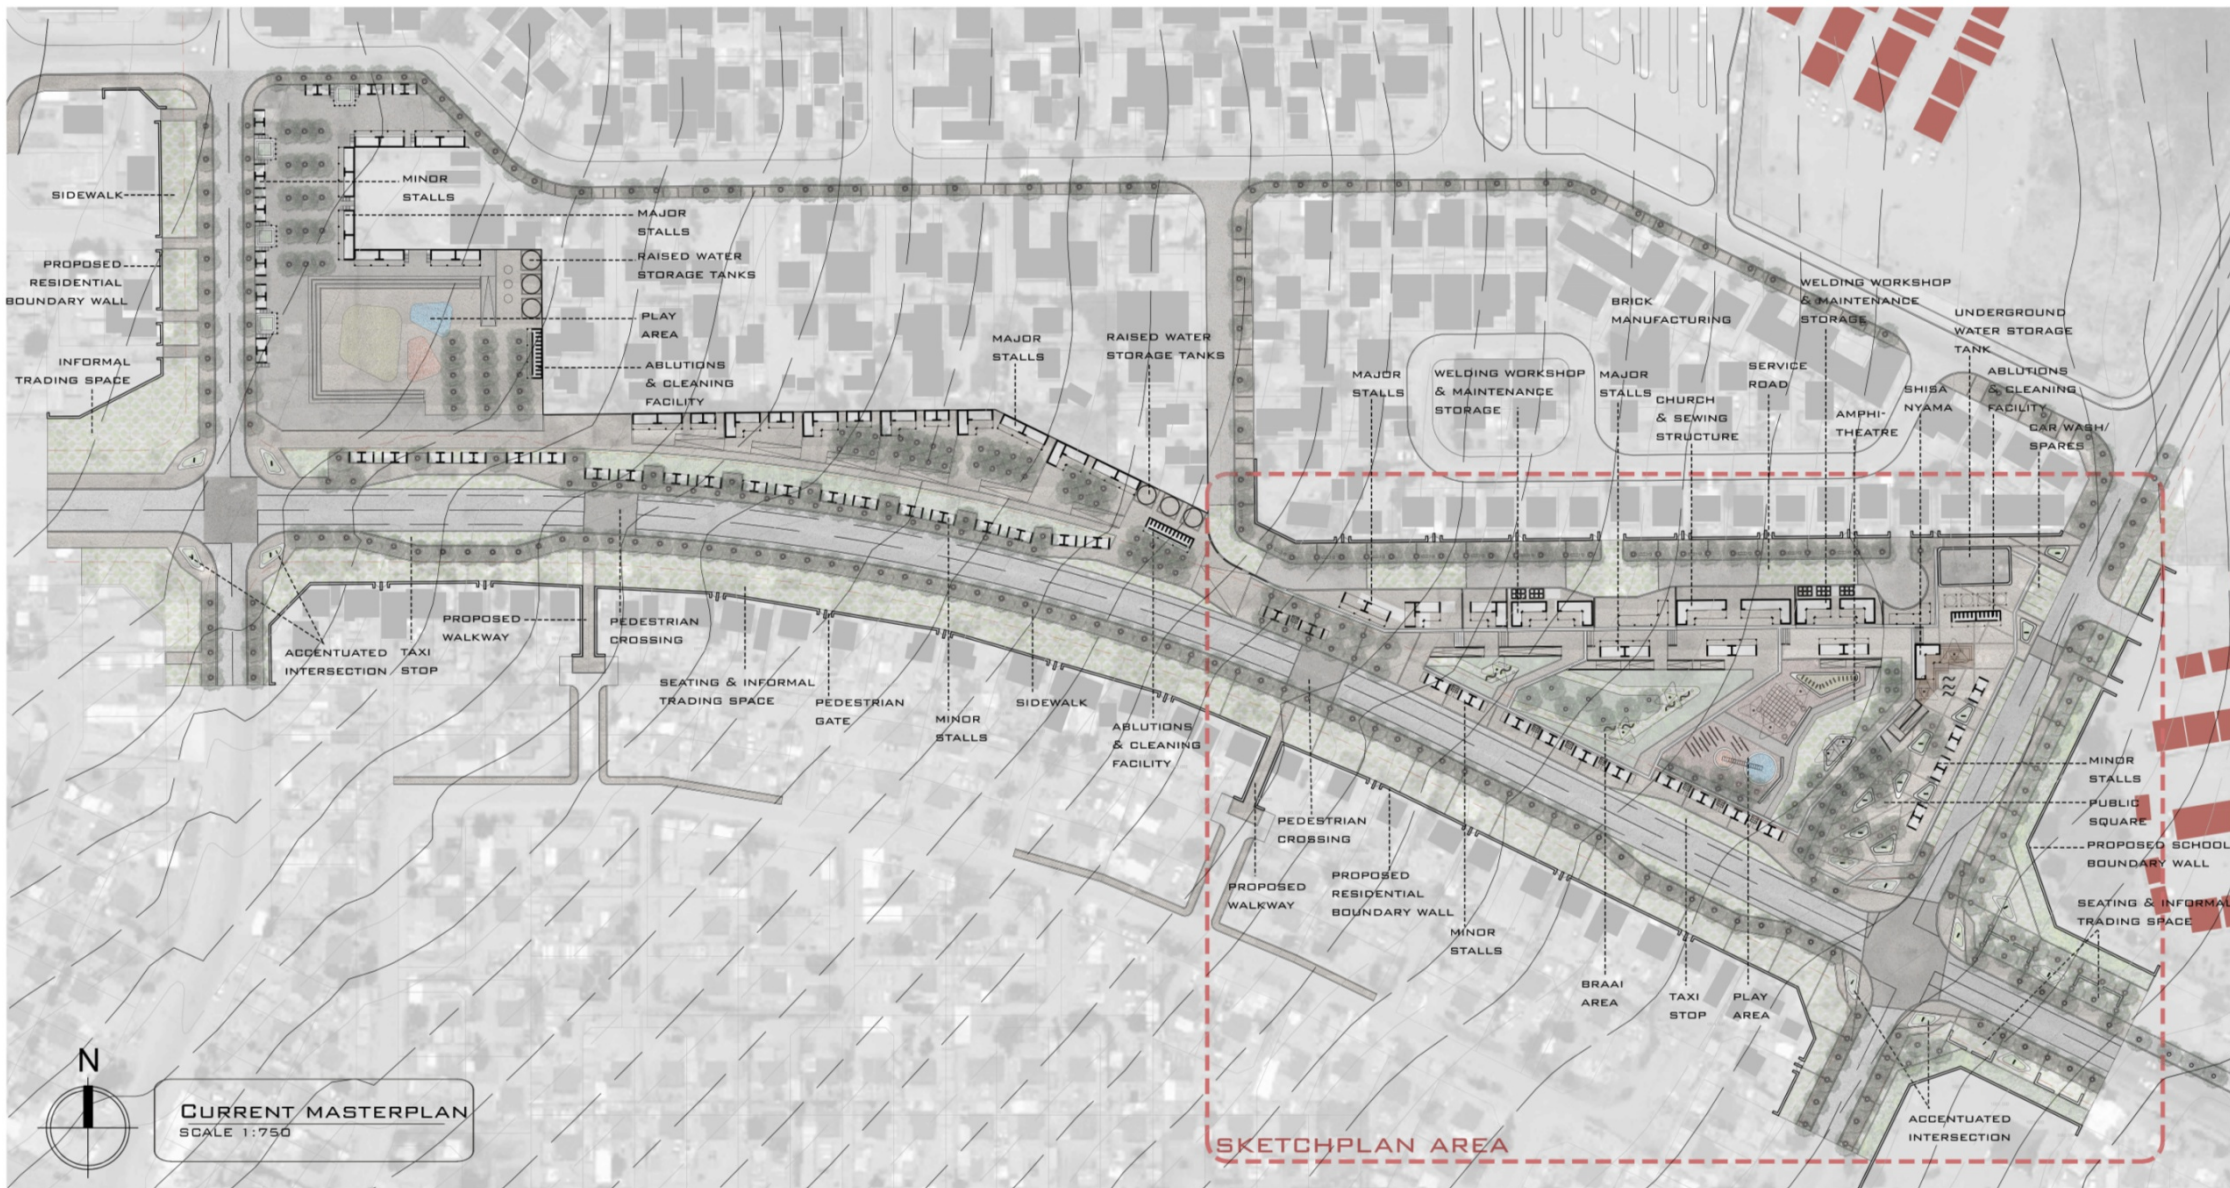 SIDEWALK
PROPOSED
RESIDENTIAL
BOUNDARY WALL
INFORMAL
TRADING SPACE
MINOR
STALLS
MAJOR
STALLS
RAISED WATER
STORAGE TANKS
PLAY
AREA
ABLUTIONS
& CLEANING
FACILITY
MAJOR
STALLS
RAISED WATER
STORAGE TANKS
MAJOR
STALLS
WELDING WORKSHOP
& MAINTENANCE
STORAGE
BRICK
MANUFACTURING
MAJOR
STALLS
CHURCH
& SEWING
STRUCTURE
SERVICE
ROAD
WELDING WORKSHOP
& MAINTENANCE
STORAGE
AMPHI-
THEATRE
SHISA
NYAMA
UNDERGROUND
WATER STORAGE
TANK
ABLUTIONS
& CLEANING
FACILITY
CAR WASH/
SPARES
ACCENTUATED
INTERSECTION
TAXI
STOP
PROPOSED
WALKWAY
PEDESTRIAN
CROSSING
SEATING & INFORMAL
TRADING SPACE
PEDESTRIAN
GATE
MINOR
STALLS
SIDEWALK
ABLUTIONS
& CLEANING
FACILITY
PROPOSED
WALKWAY
PEDESTRIAN
CROSSING
PROPOSED
RESIDENTIAL
BOUNDARY WALL
MINOR
STALLS
BRAAI
AREA
TAXI
STOP
PLAY
AREA
MINOR
STALLS
PUBLIC
SQUARE
PROPOSED SCHOOL
BOUNDARY WALL
SEATING & INFORMAL
TRADING SPACE
ACCENTUATED
INTERSECTION
SKETCHPLAN AREA
N
CURRENT MASTERPLAN
SCALE 1:750